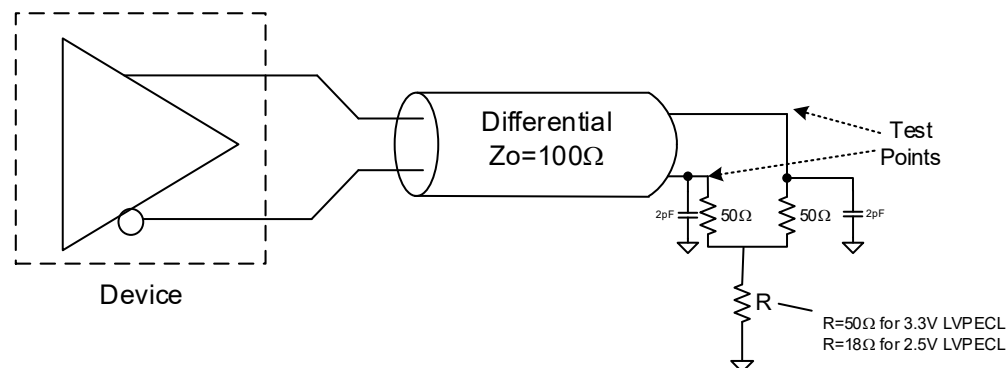 Differential
Zo=100Ω
Test
Points
2pF
50Ω
50Ω
2pF
Device
R
R=50Ω for 3.3V LVPECL
R=18Ω for 2.5V LVPECL